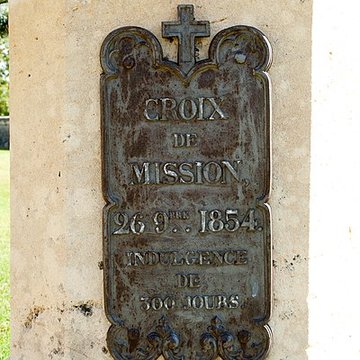 CROIX
DE
MISSION,
26 9BRE.. 1854.
INDULGENCE
DE
300 JOURS